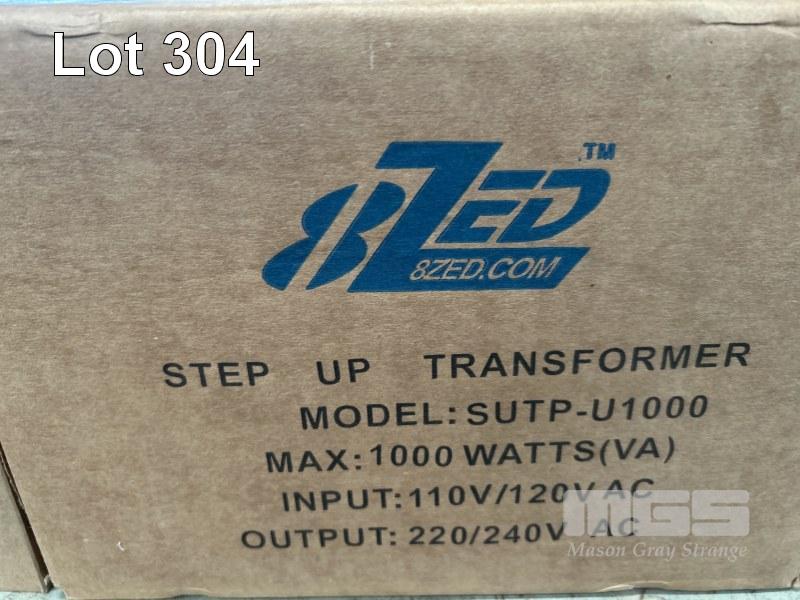 Lot 304
8ZED™
8ZED.COM
STEP UP TRANSFORMER
MODEL: SUTP-U1000
MAX: 1000 WATTS(VA)
INPUT: 110V/120V AC
OUTPUT: 220/240V AC
MGS
Mason Gray Strange